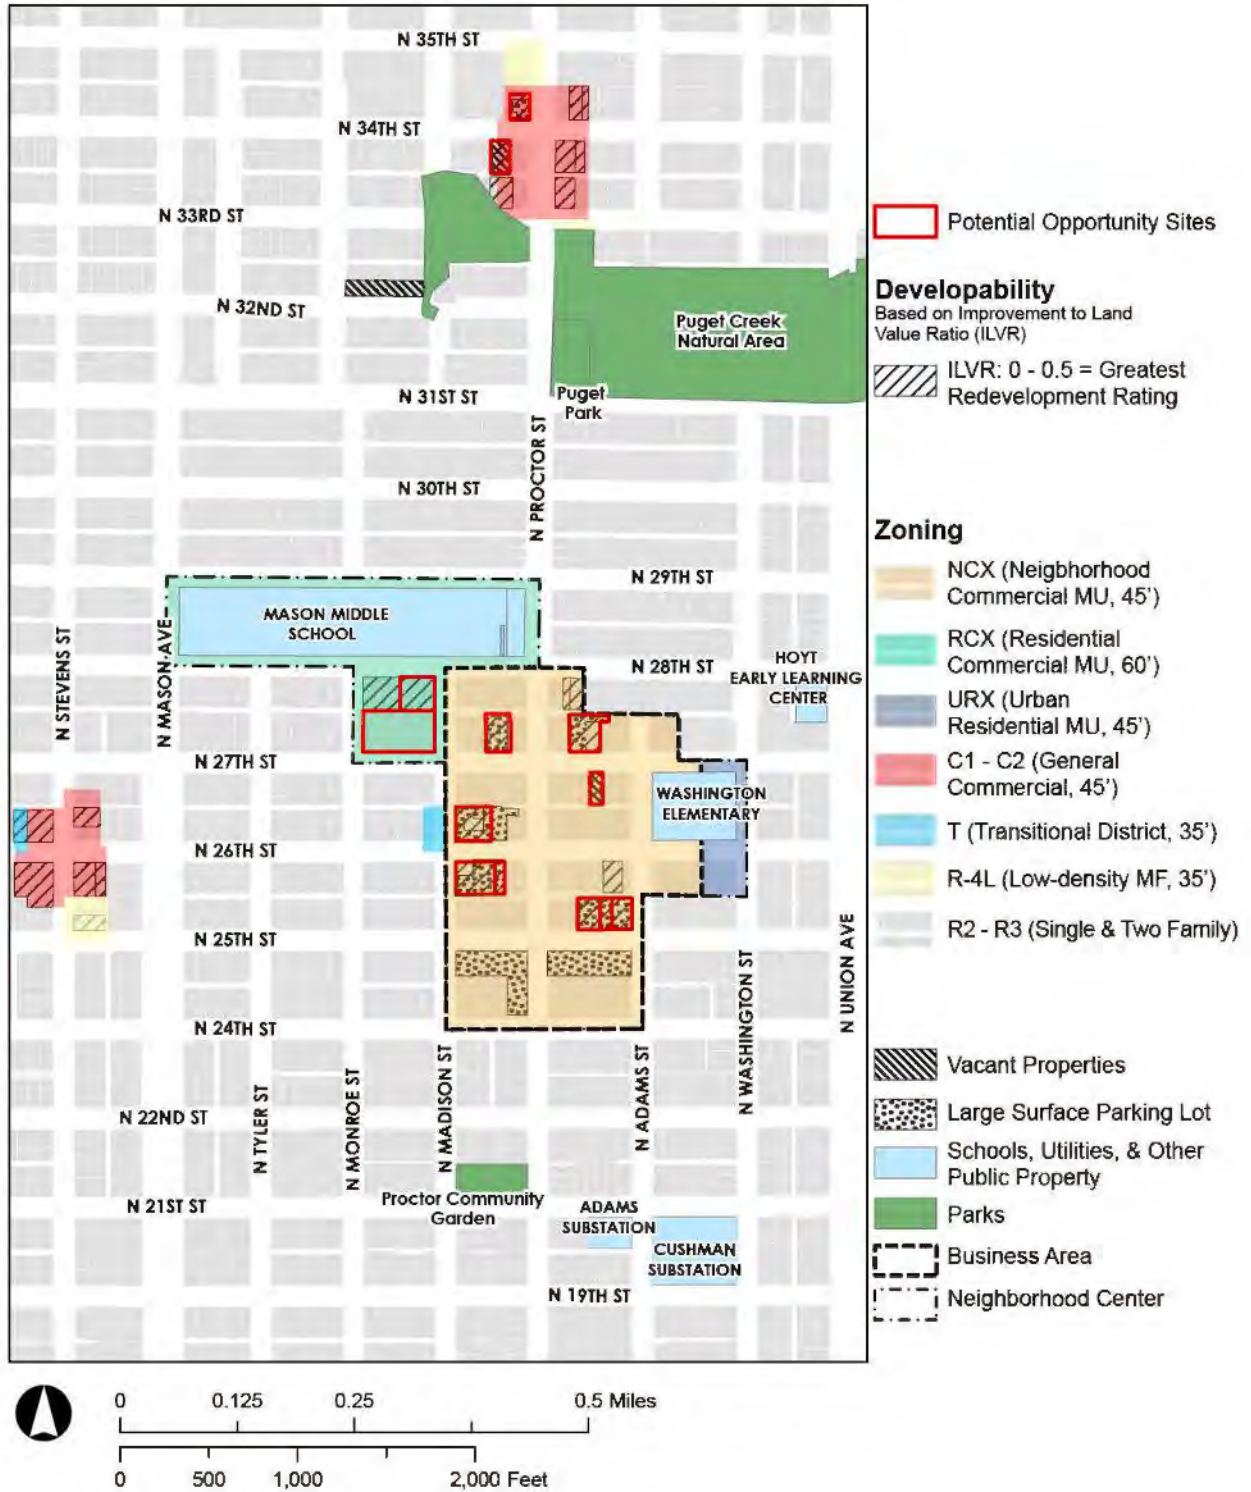 N 35TH ST
N 34TH ST
N 33RD ST
N 32ND ST
Puget Creek
Natural Area
N 31ST ST
Puget
Park
N PROCTOR ST
N 30TH ST
N 29TH ST
MASON MIDDLE
SCHOOL
N STEVENS ST
N MASON AVE
N 28TH ST
HOYT
EARLY LEARNING
CENTER
N 27TH ST
WASHINGTON
ELEMENTARY
N 26TH ST
N 25TH ST
N UNION AVE
N WASHINGTON ST
N 24TH ST
N TYLER ST
N MONROE ST
N MADISON ST
N ADAMS ST
N 22ND ST
N 21ST ST
Proctor Community
Garden
ADAMS
SUBSTATION
CUSHMAN
SUBSTATION
N 19TH ST
Potential Opportunity Sites
Developability
Based on Improvement to Land
Value Ratio (ILVR)
ILVR: 0 - 0.5 = Greatest
Redevelopment Rating
Zoning
NCX (Neigbhorhood
Commercial MU, 45')
RCX (Residential
Commercial MU, 60')
URX (Urban
Residential MU, 45')
C1 - C2 (General
Commercial, 45')
T (Transitional District, 35')
R-4L (Low-density MF, 35')
R2 - R3 (Single & Two Family)
Vacant Properties
Large Surface Parking Lot
Schools, Utilities, & Other
Public Property
Parks
Business Area
Neighborhood Center
0 0.125 0.25 0.5 Miles
0 500 1,000 2,000 Feet